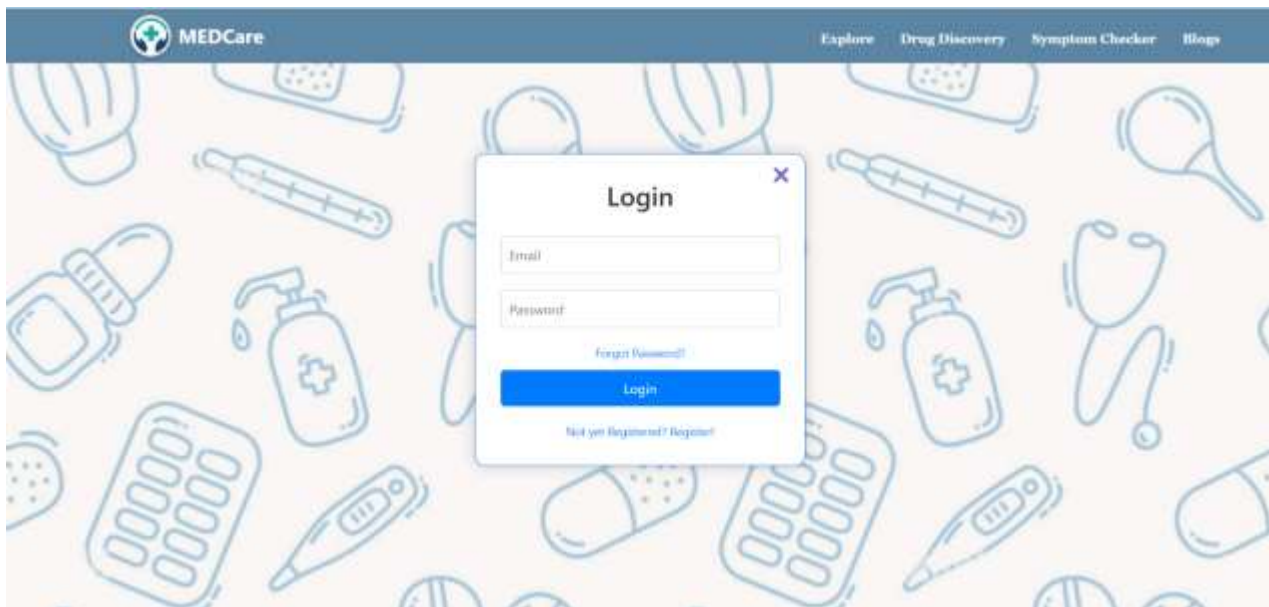 MEDCare
Explore Drug Discovery Symptom Checker Blogs
Login
Email
Password
Forgot Password?
Login
Not yet Registered? Register!